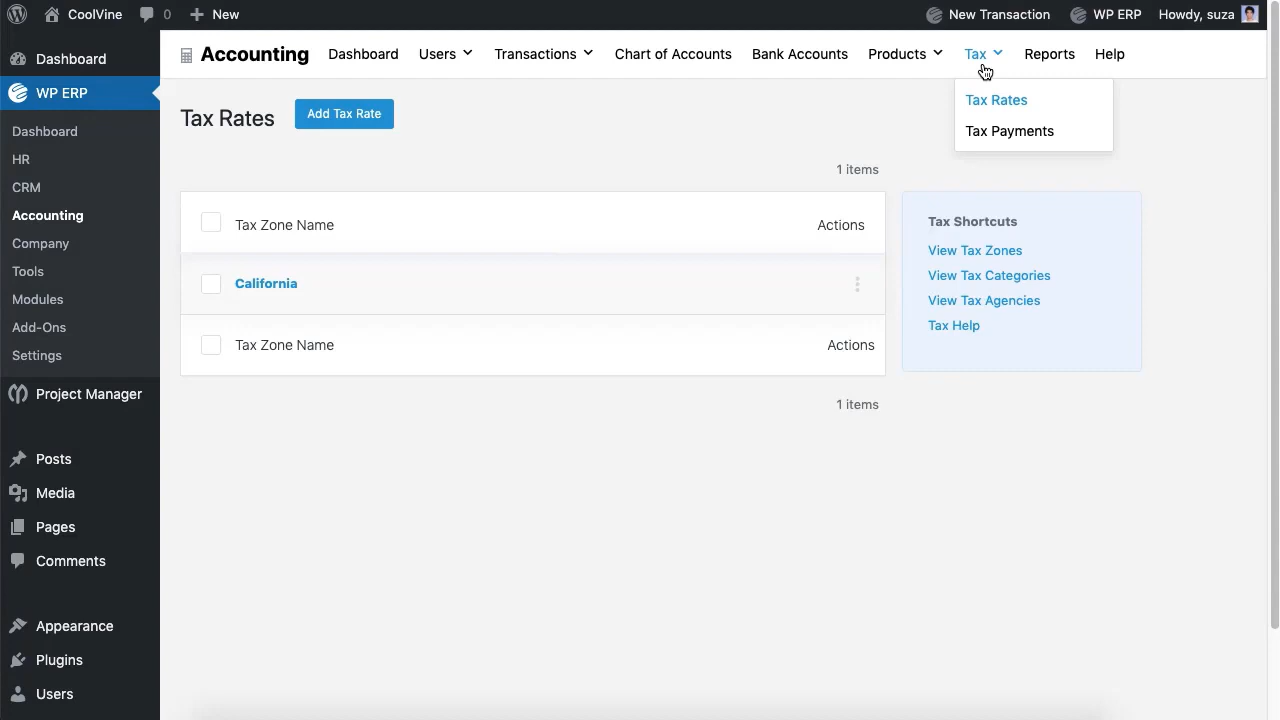 CoolVine
0
New
New Transaction
WP ERP
Howdy, suza
Dashboard
WP ERP
Dashboard
HR
CRM
Accounting
Company
Tools
Modules
Add-Ons
Settings
Project Manager
Posts
Media
Pages
Comments
Appearance
Plugins
Users
Accounting
Dashboard
Users
Transactions
Chart of Accounts
Bank Accounts
Products
Tax
Reports
Help
Tax Rates
Tax Payments
Tax Rates
Add Tax Rate
1 items
Tax Zone Name
Actions
California
Tax Zone Name
Actions
1 items
Tax Shortcuts
View Tax Zones
View Tax Categories
View Tax Agencies
Tax Help